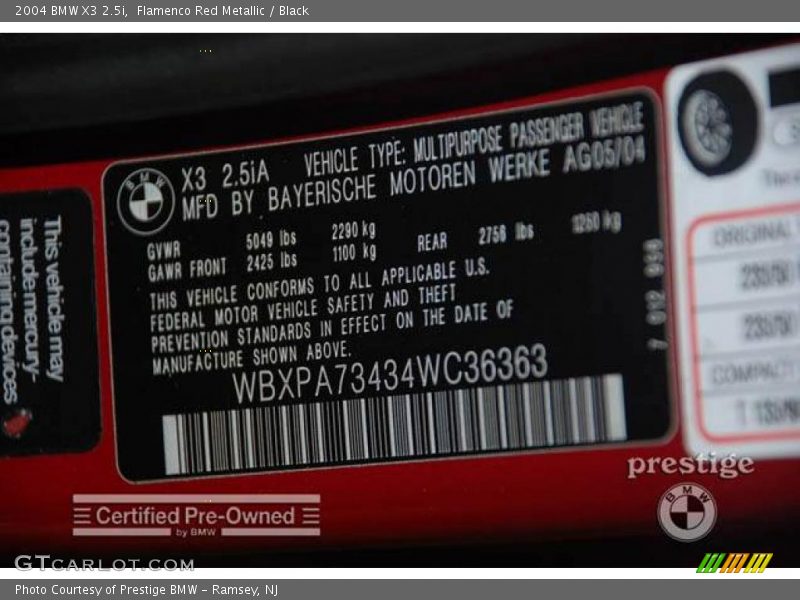 2004 BMW X3 2.5i, Flamenco Red Metallic / Black
This vehicle may
include mercury-
containing devices
BMW
X3 2.5iA VEHICLE TYPE: MULTIPURPOSE PASSENGER VEHICLE
MFD BY BAYERISCHE MOTOREN WERKE AG05/04
GVWR 5049 lbs 2290 kg
GAWR FRONT 2425 lbs 1100 kg REAR 2756 lbs 1250 kg
THIS VEHICLE CONFORMS TO ALL APPLICABLE U.S.
FEDERAL MOTOR VEHICLE SAFETY AND THEFT
PREVENTION STANDARDS IN EFFECT ON THE DATE OF
MANUFACTURE SHOWN ABOVE.
WBXPA73434WC36363
7 012 959
ORIGINAL
COMPACT
prestige
BMW
Certified Pre-Owned
by BMW
GTCARLOT.COM
Photo Courtesy of Prestige BMW - Ramsey, NJ